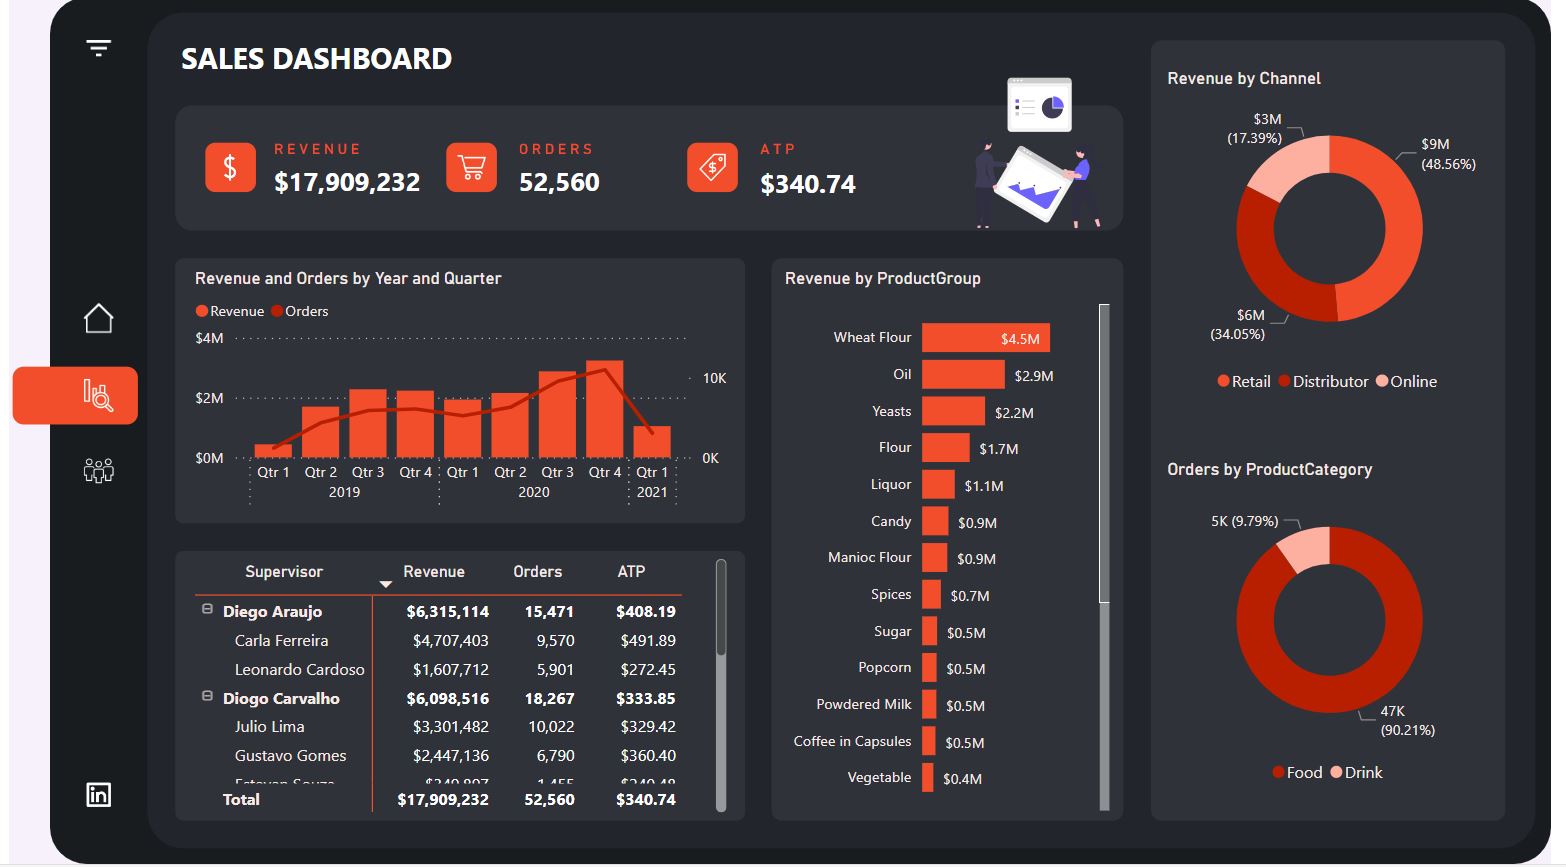 SALES DASHBOARD
REVENUE
$17,909,232
ORDERS
52,560
ATP
$340.74
Revenue and Orders by Year and Quarter
Revenue Orders
$4M
$2M
$0M
10K
0K
Qtr 1 Qtr 2 Qtr 3 Qtr 4 Qtr 1 Qtr 2 Qtr 3 Qtr 4 Qtr 1
2019 2020 2021
Supervisor Revenue Orders ATP
Diego Araujo $6,315,114 15,471 $408.19
Carla Ferreira $4,707,403 9,570 $491.89
Leonardo Cardoso $1,607,712 5,901 $272.45
Diogo Carvalho $6,098,516 18,267 $333.85
Julio Lima $3,301,482 10,022 $329.42
Gustavo Gomes $2,447,136 6,790 $360.40
Total $17,909,232 52,560 $340.74
Revenue by ProductGroup
Wheat Flour $4.5M
Oil $2.9M
Yeasts $2.2M
Flour $1.7M
Liquor $1.1M
Candy $0.9M
Manioc Flour $0.9M
Spices $0.7M
Sugar $0.5M
Popcorn $0.5M
Powdered Milk $0.5M
Coffee in Capsules $0.5M
Vegetable $0.4M
Revenue by Channel
$3M
(17.39%)
$9M
(48.56%)
$6M
(34.05%)
Retail Distributor Online
Orders by ProductCategory
5K (9.79%)
47K
(90.21%)
Food Drink
in